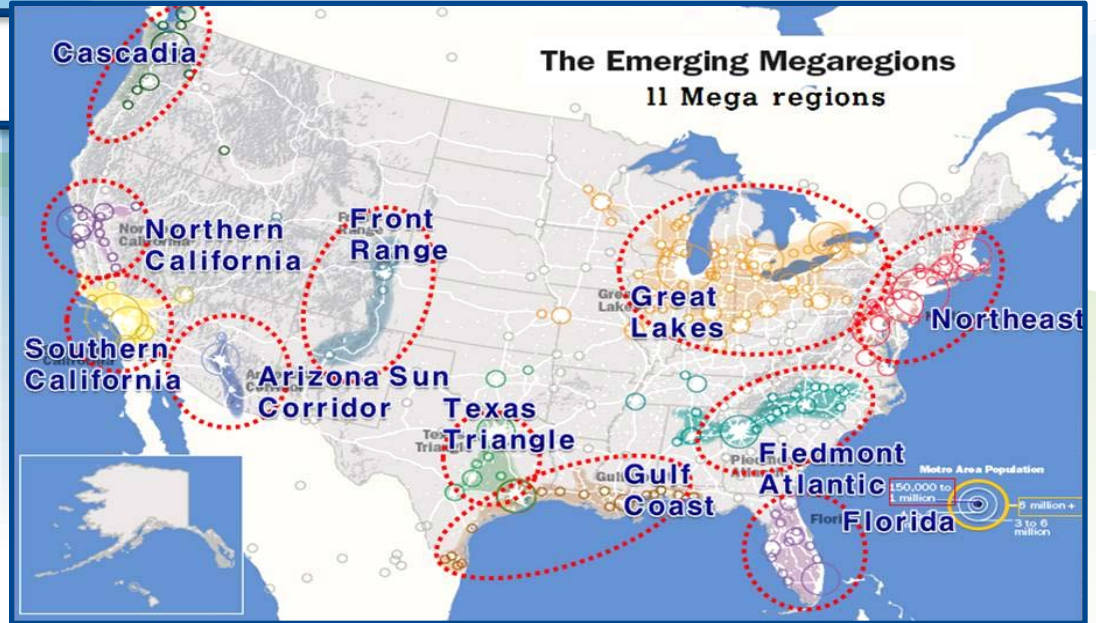 The Emerging Megaregions
11 Mega regions
Cascadia
Northern
California
Front
Range
Great
Lakes
Northeast
Southern
California
Arizona Sun
Corridor
Texas
Triangle
Gulf
Coast
Fiedmont
Atlantic
Florida
Metro Area Population
150,000 to
1 million
6 million +
3 to 6
million